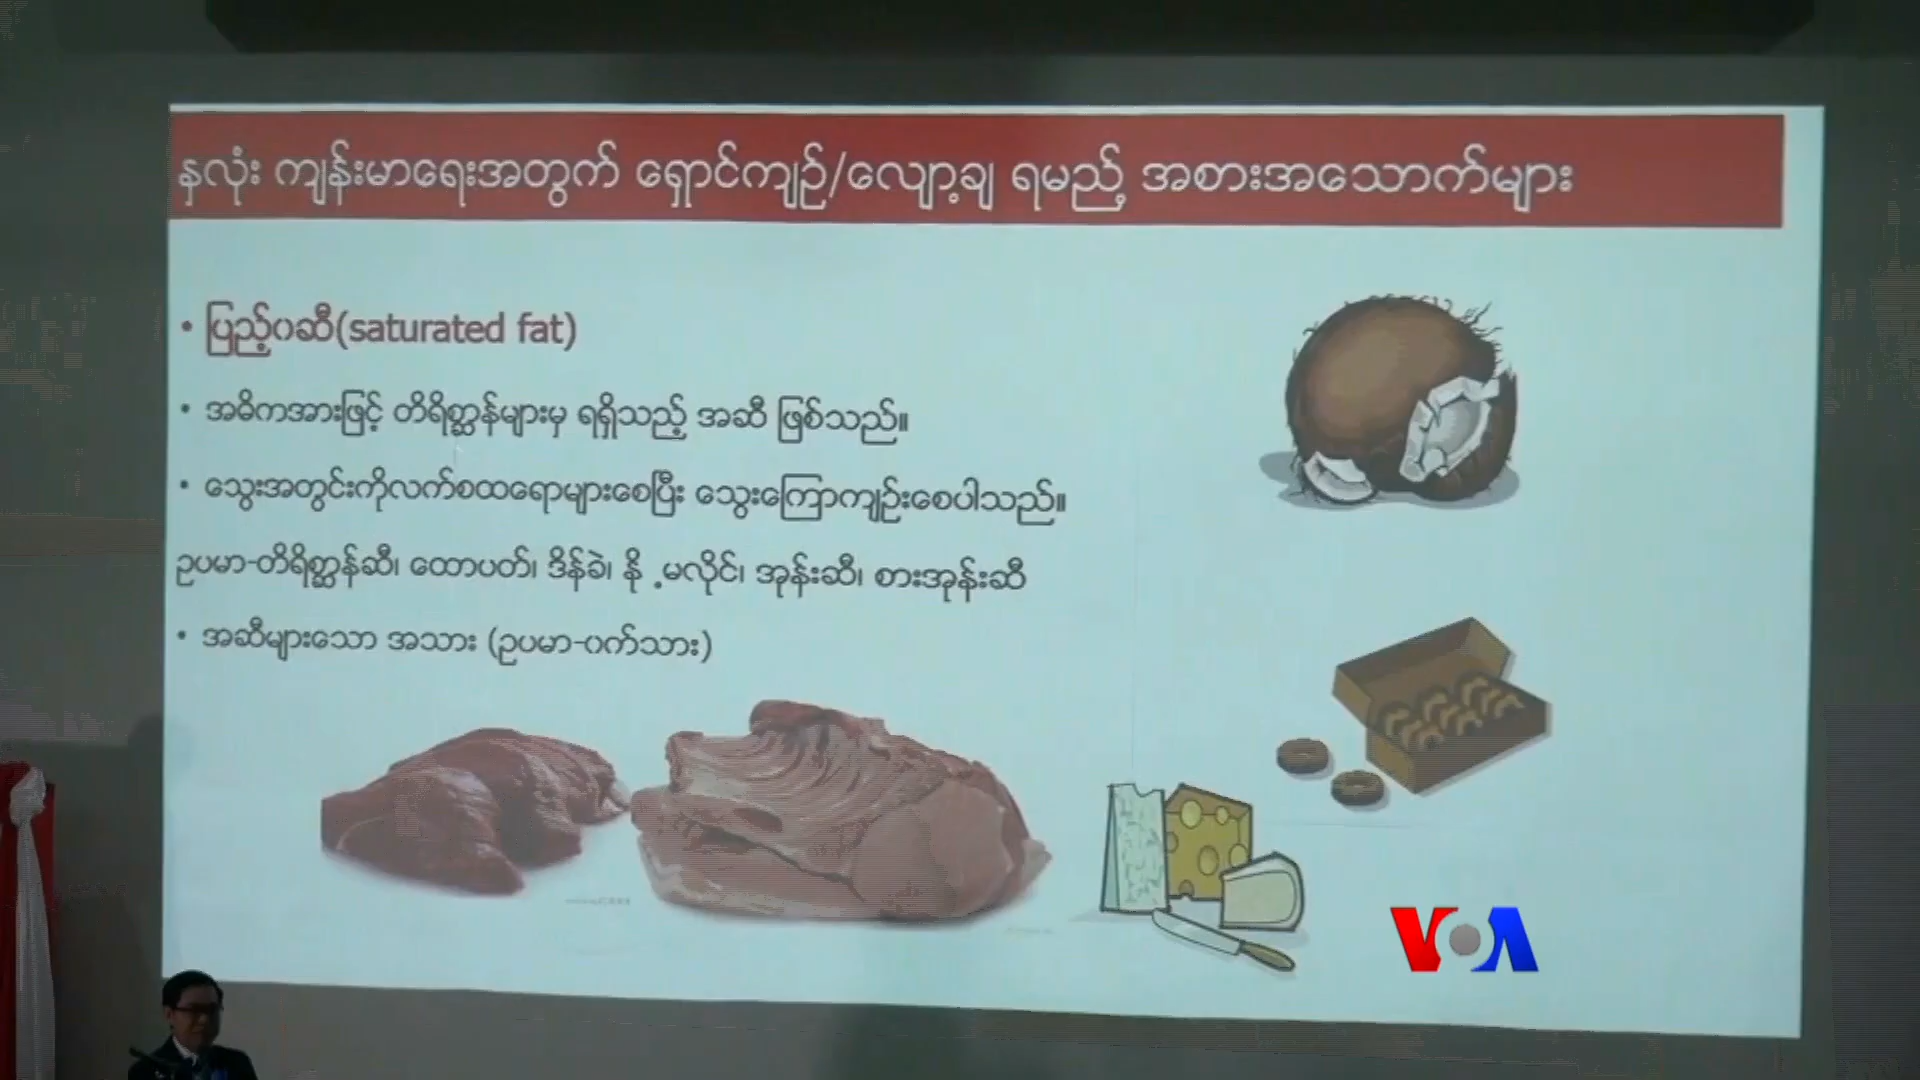 နှလုံး ကျန်းမာရေးအတွက် ရှောင်ကျဉ်/လျော့ချ ရမည့် အစားအသောက်များ
• ပြည့်ဝဆီ(saturated fat)
• အဓိကအားဖြင့် တိရိစ္ဆာန်များမှ ရရှိသည့် အဆီ ဖြစ်သည်။
• သွေးအတွင်းကိုလက်စထရောများစေပြီး သွေးကြောကျဉ်းစေပါသည်။
ဥပမာ-တိရိစ္ဆာန်ဆီ၊ ထောပတ်၊ ဒိန်ခဲ၊ နို့မလိုင်၊ အုန်းဆီ၊ စားအုန်းဆီ
• အဆီများသော အသား (ဥပမာ-ဝက်သား)
VOA